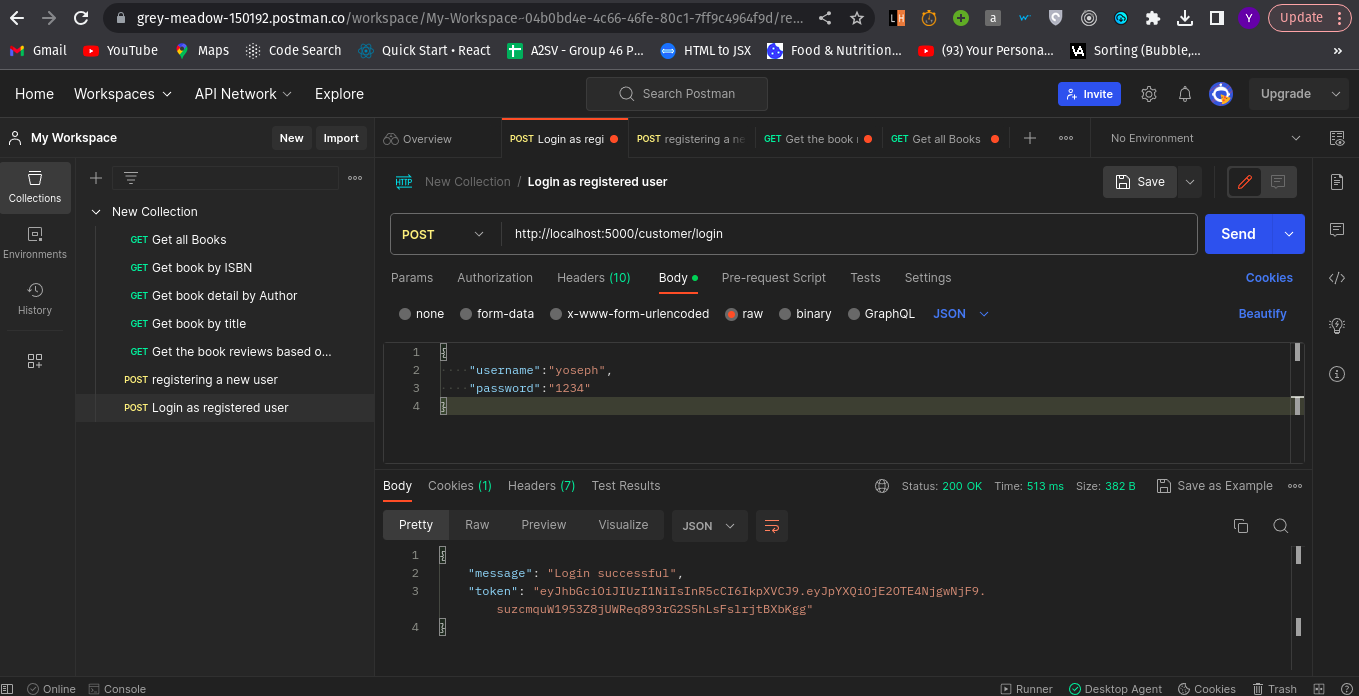 grey-meadow-150192.postman.co/workspace/My-Workspace-04b0bd4e-4c66-46fe-80c1-7ff9c4964f9d/re...
LH
a
Y
Update
Gmail
YouTube
Maps
Code Search
Quick Start • React
A2SV - Group 46 P...
HTML to JSX
Food & Nutrition...
(93) Your Persona...
Sorting (Bubble,...
»
Home
Workspaces
API Network
Explore
Search Postman
Invite
Upgrade
My Workspace
New
Import
Overview
POST Login as regi
POST registering a ne
GET Get the book
GET Get all Books
No Environment
Collections
Environments
History
New Collection
GET Get all Books
GET Get book by ISBN
GET Get book detail by Author
GET Get book by title
GET Get the book reviews based o...
POST registering a new user
POST Login as registered user
HTTP New Collection / Login as registered user
Save
POST http://localhost:5000/customer/login
Send
Params Authorization Headers (10) Body Pre-request Script Tests Settings
Cookies
none form-data x-www-form-urlencoded raw binary GraphQL JSON
Beautify
1 {
2 "username":"yoseph",
3 "password":"1234"
4 }
Body Cookies (1) Headers (7) Test Results
Status: 200 OK Time: 513 ms Size: 382 B Save as Example
Pretty Raw Preview Visualize JSON
1 {
2 "message": "Login successful",
3 "token": "eyJhbGciOiJIUzI1NiIsInR5cCI6IkpXVCJ9.eyJpYXQiOjE2OTE4NjgwNjF9.
suzcmquW1953Z8jUWReq893rG2S5hLsFslrjtBXbKgg"
4 }
Online Console
Runner Desktop Agent Cookies Trash